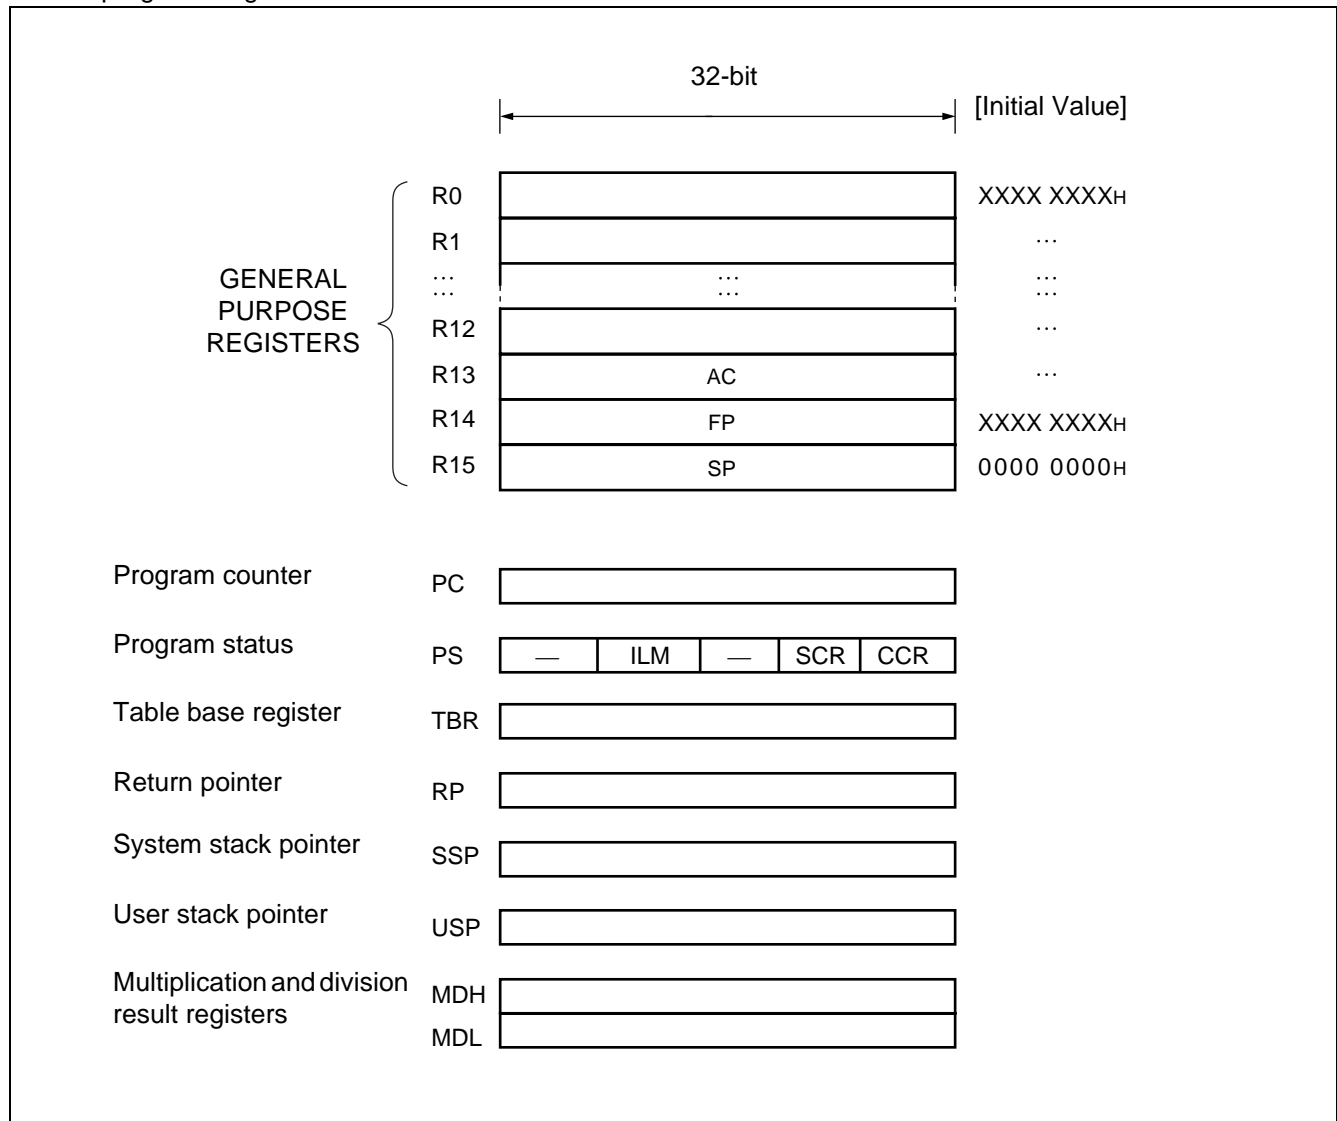 32-bit
[Initial Value]
R0 XXXX XXXXH
R1 ...
GENERAL PURPOSE REGISTERS
... ... ...
... ... ...
R12 ...
R13 AC ...
R14 FP XXXX XXXXH
R15 SP 0000 0000H
Program counter PC
Program status PS — ILM — SCR CCR
Table base register TBR
Return pointer RP
System stack pointer SSP
User stack pointer USP
Multiplication and division MDH
result registers
MDL